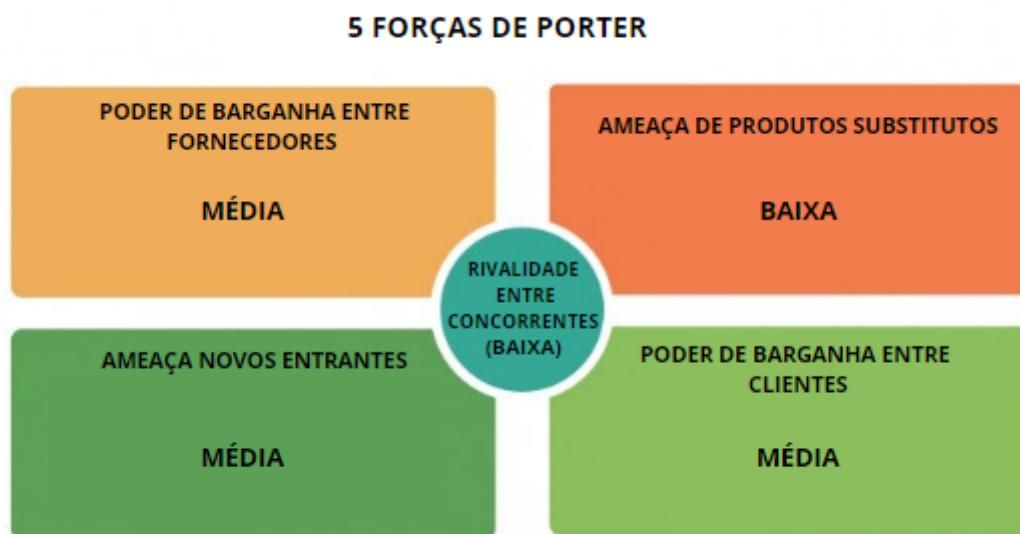 5 FORÇAS DE PORTER
PODER DE BARGANHA ENTRE
FORNECEDORES
MÉDIA
AMEAÇA DE PRODUTOS SUBSTITUTOS
BAIXA
RIVALIDADE
ENTRE
CONCORRENTES
(BAIXA)
AMEAÇA NOVOS ENTRANTES
MÉDIA
PODER DE BARGANHA ENTRE
CLIENTES
MÉDIA